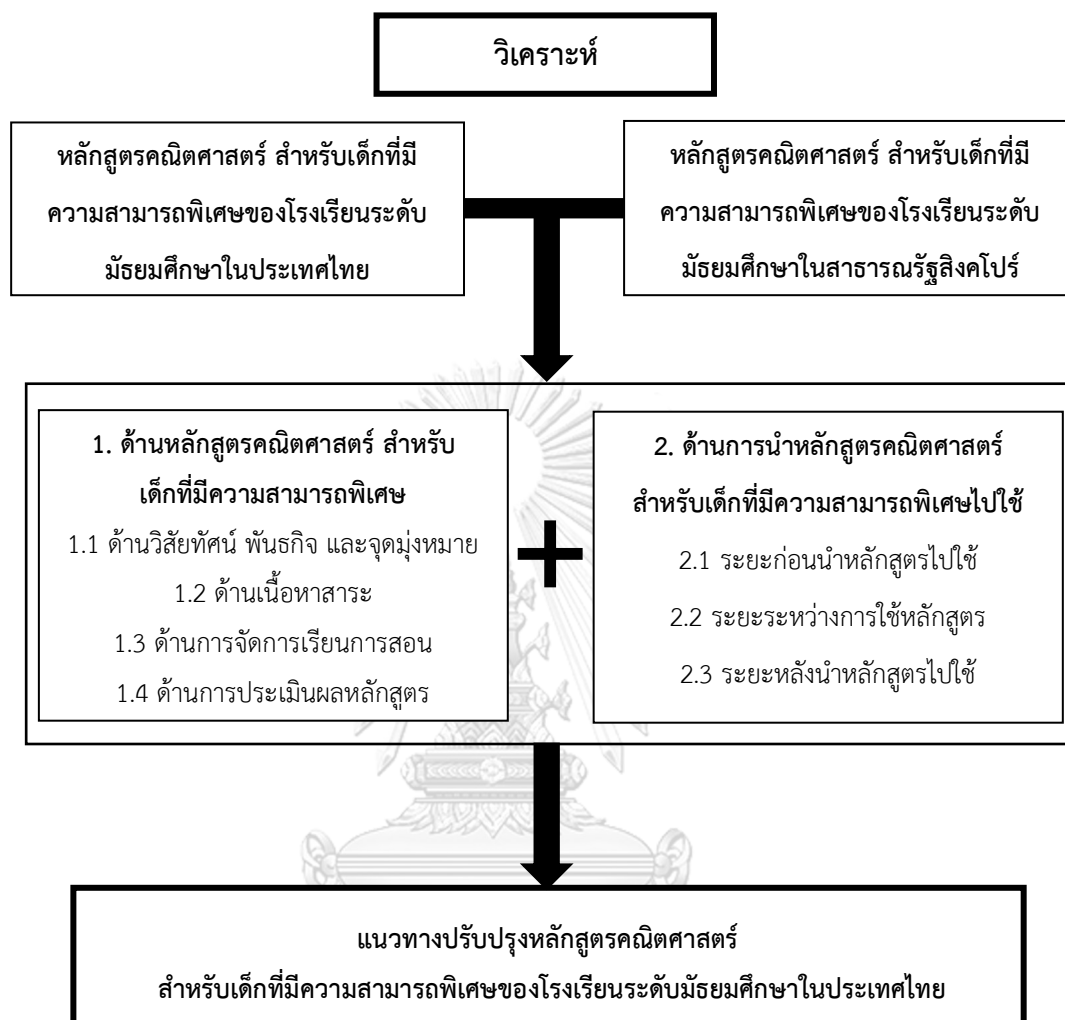 วิเคราะห์
หลักสูตรคณิตศาสตร์ สำหรับเด็กที่มี
ความสามารถพิเศษของโรงเรียนระดับ
มัธยมศึกษาในประเทศไทย
หลักสูตรคณิตศาสตร์ สำหรับเด็กที่มี
ความสามารถพิเศษของโรงเรียนระดับ
มัธยมศึกษาในสาธารณรัฐสิงคโปร์
1. ด้านหลักสูตรคณิตศาสตร์ สำหรับ
เด็กที่มีความสามารถพิเศษ
1.1 ด้านวิสัยทัศน์ พันธกิจ และจุดมุ่งหมาย
1.2 ด้านเนื้อหาสาระ
1.3 ด้านการจัดการเรียนการสอน
1.4 ด้านการประเมินผลหลักสูตร
+
2. ด้านการนำหลักสูตรคณิตศาสตร์
สำหรับเด็กที่มีความสามารถพิเศษไปใช้
2.1 ระยะก่อนนำหลักสูตรไปใช้
2.2 ระยะระหว่างการใช้หลักสูตร
2.3 ระยะหลังนำหลักสูตรไปใช้
แนวทางปรับปรุงหลักสูตรคณิตศาสตร์
สำหรับเด็กที่มีความสามารถพิเศษของโรงเรียนระดับมัธยมศึกษาในประเทศไทย